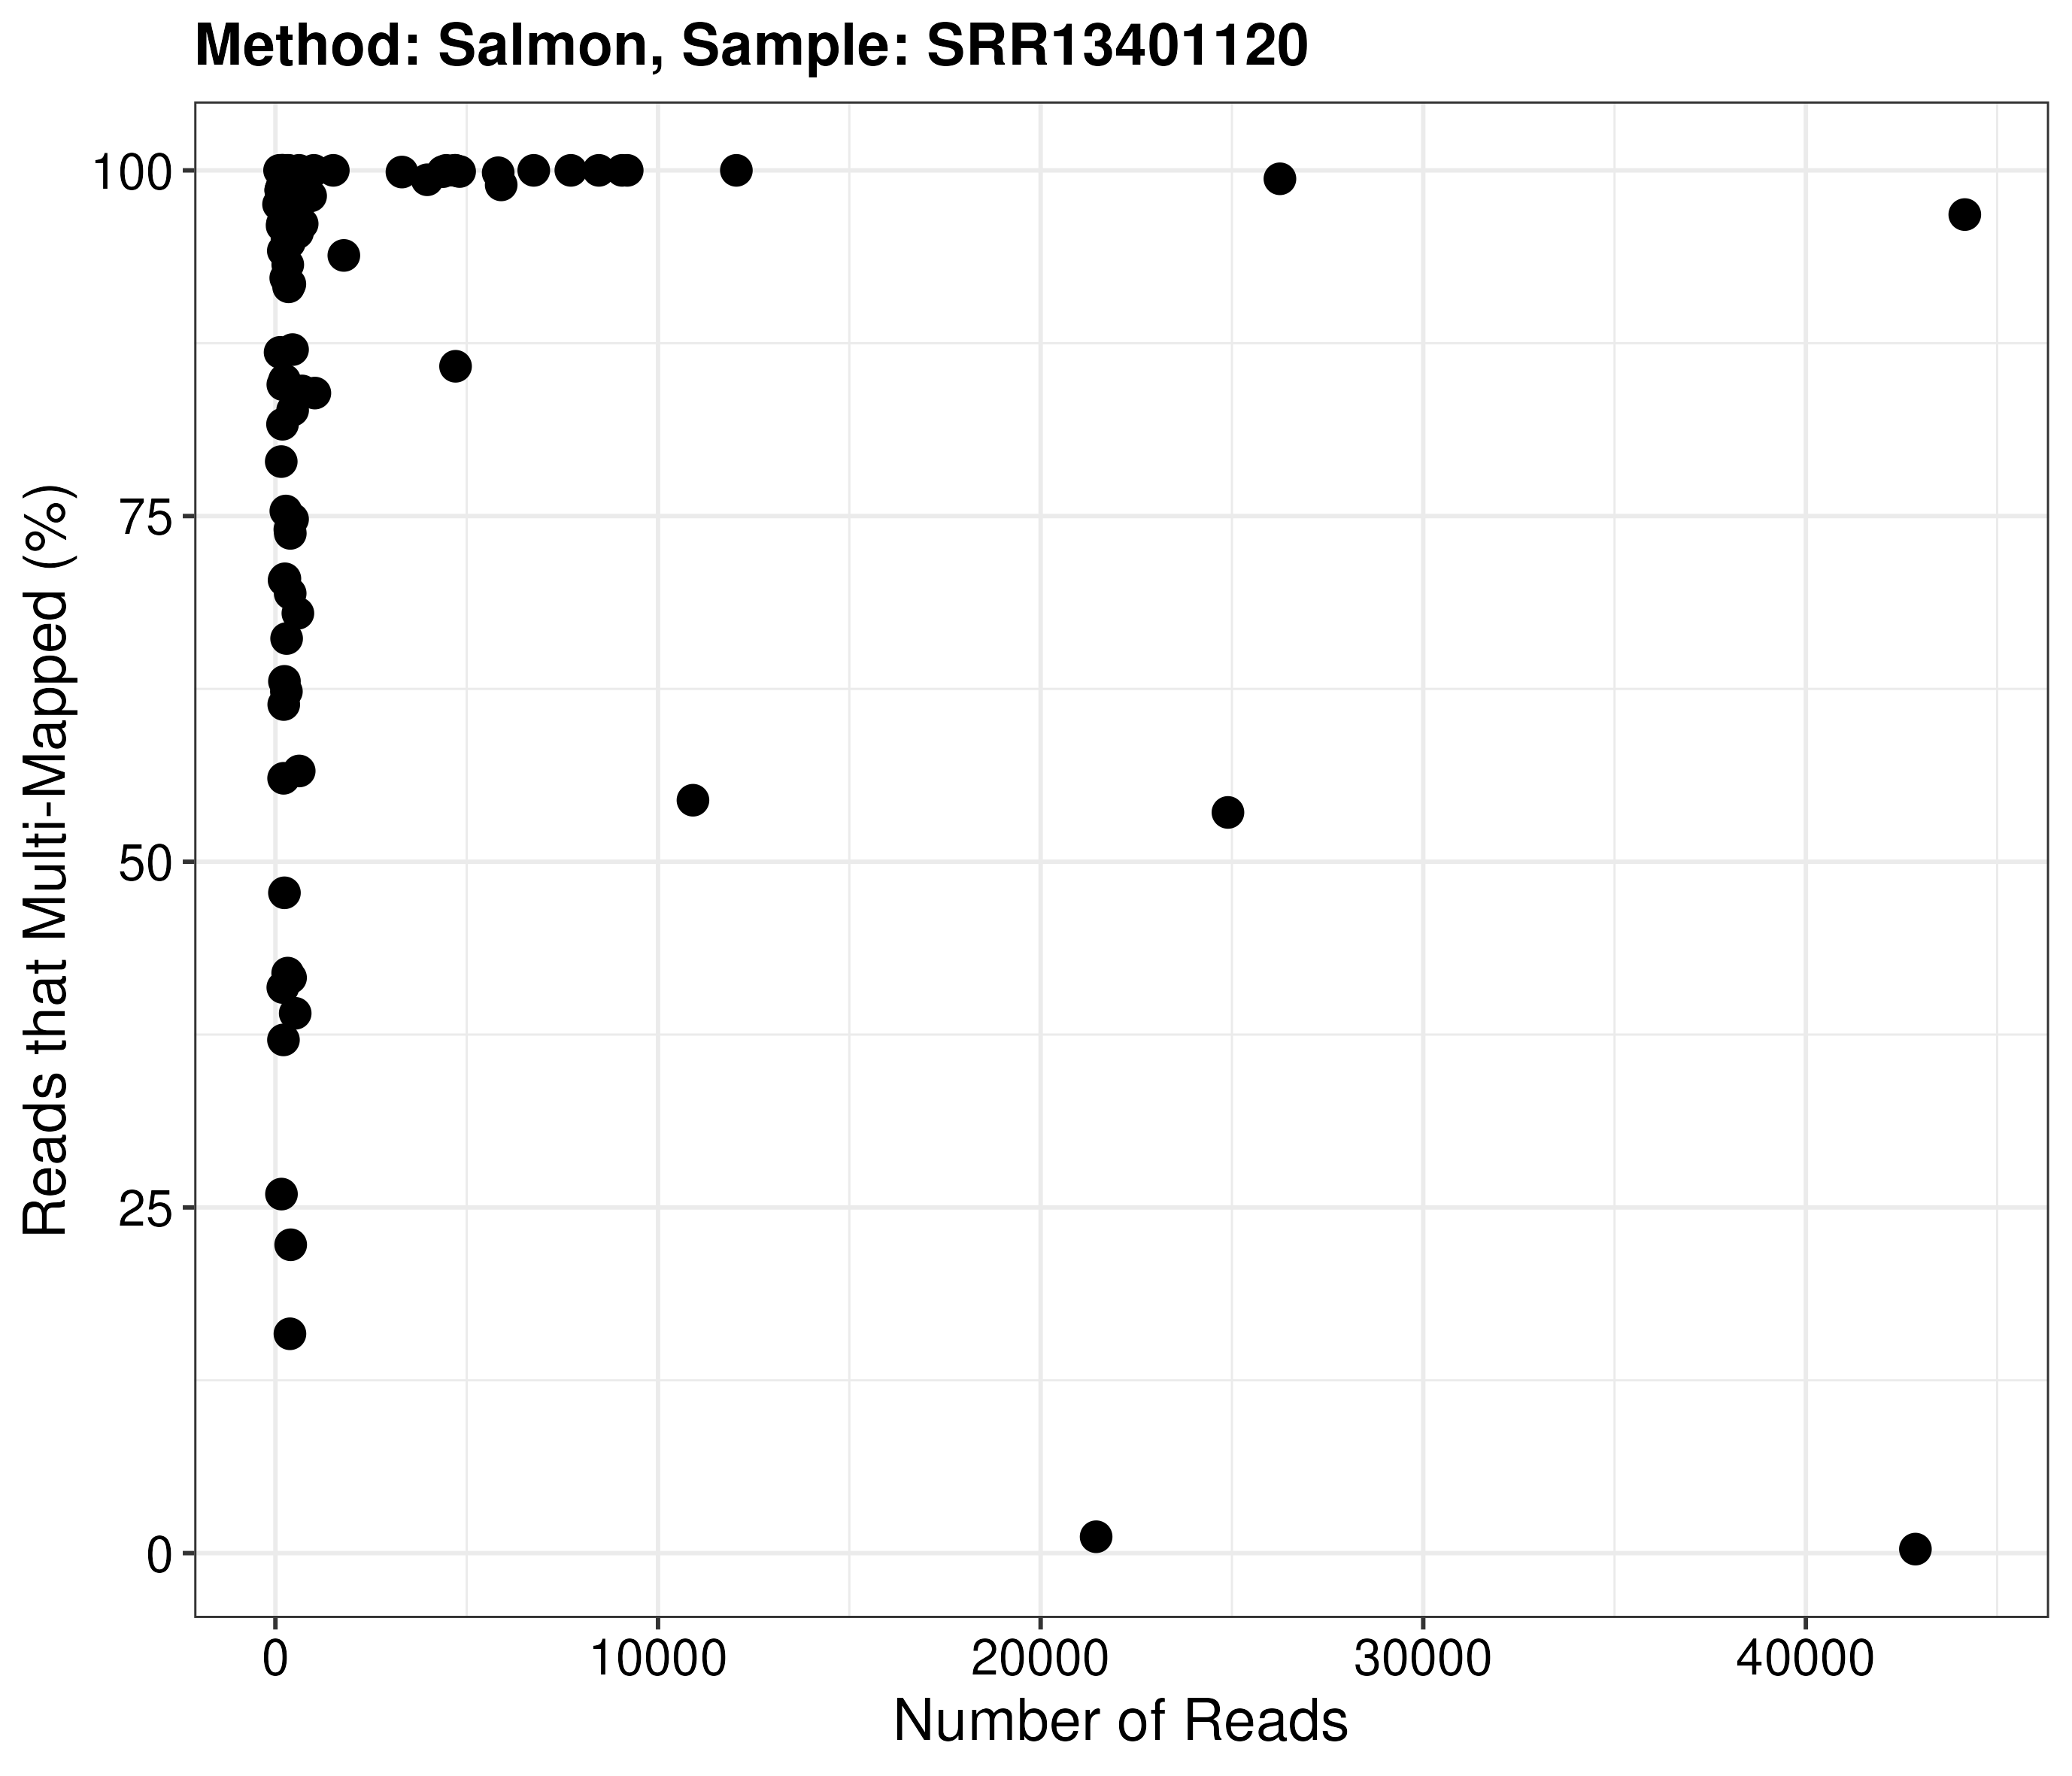 Method: Salmon, Sample: SRR13401120
Reads that Multi-Mapped (%)
100
75
50
25
0
0 10000 20000 30000 40000
Number of Reads